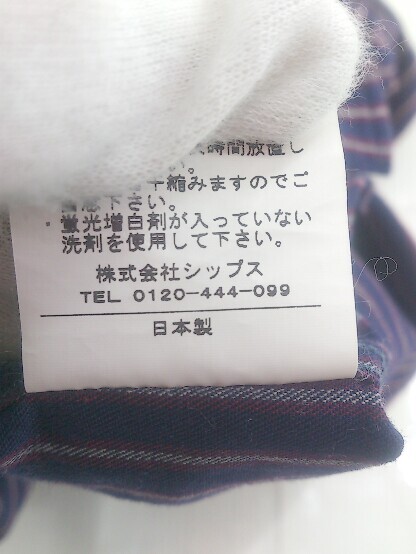 時間放置し
い。
干縮みますのでご
下さい。
・蛍光増白剤が入っていない
洗剤を使用して下さい。
株式会社シップス
TEL 0120-444-099
日本製